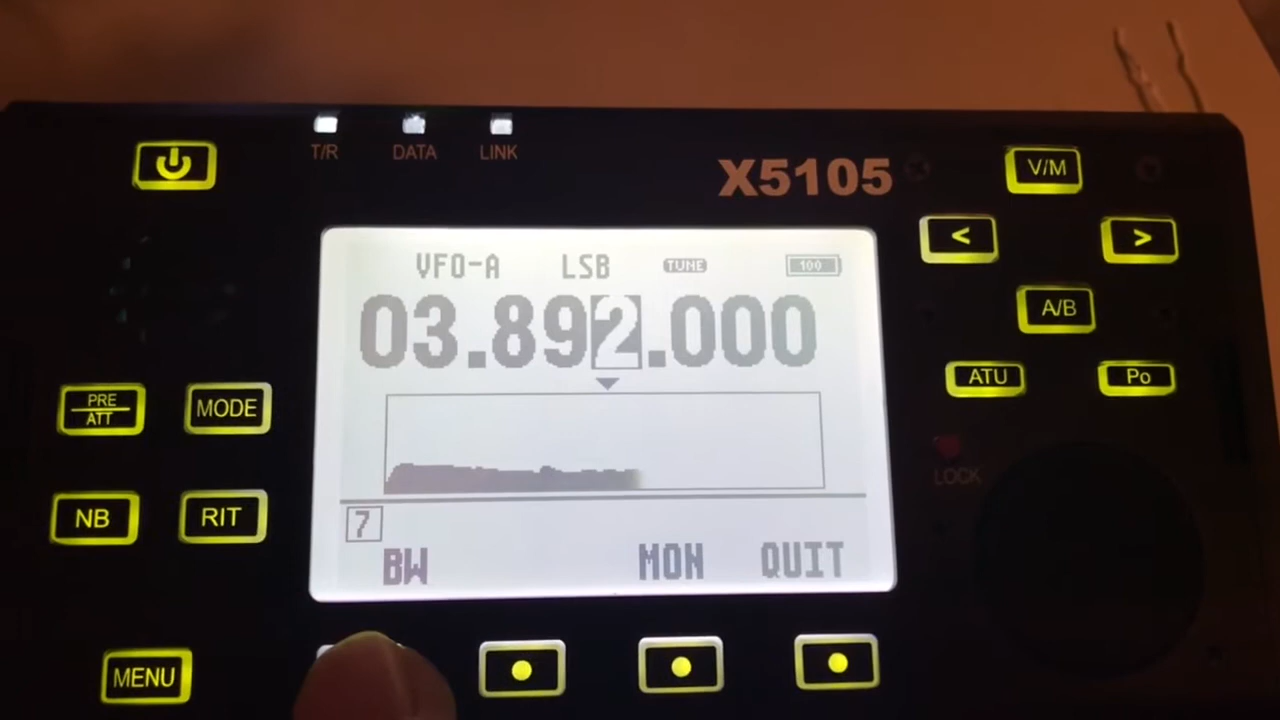 T/R DATA LINK
X5105
V/M
< >
A/B
ATU Po
LOCK
PRE
ATT
MODE
NB RIT
MENU
VFO-A LSB TUNE 100
03.892.000
7
BW MON QUIT